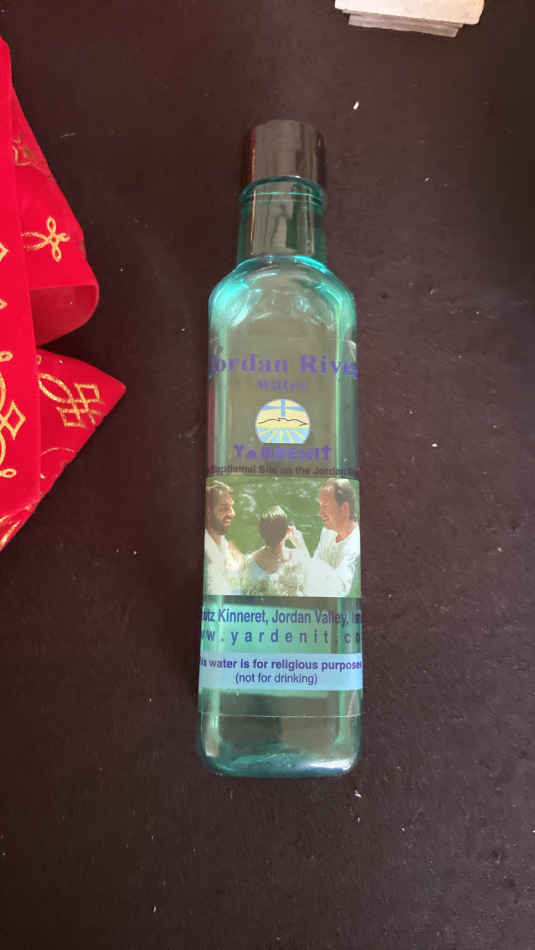 Jordan River
Water
YARDENIT
Baptismal Site on the Jordan
Kinneret, Jordan Valley,
www.yardenit.co
water is for religious purposes
(not for drinking)